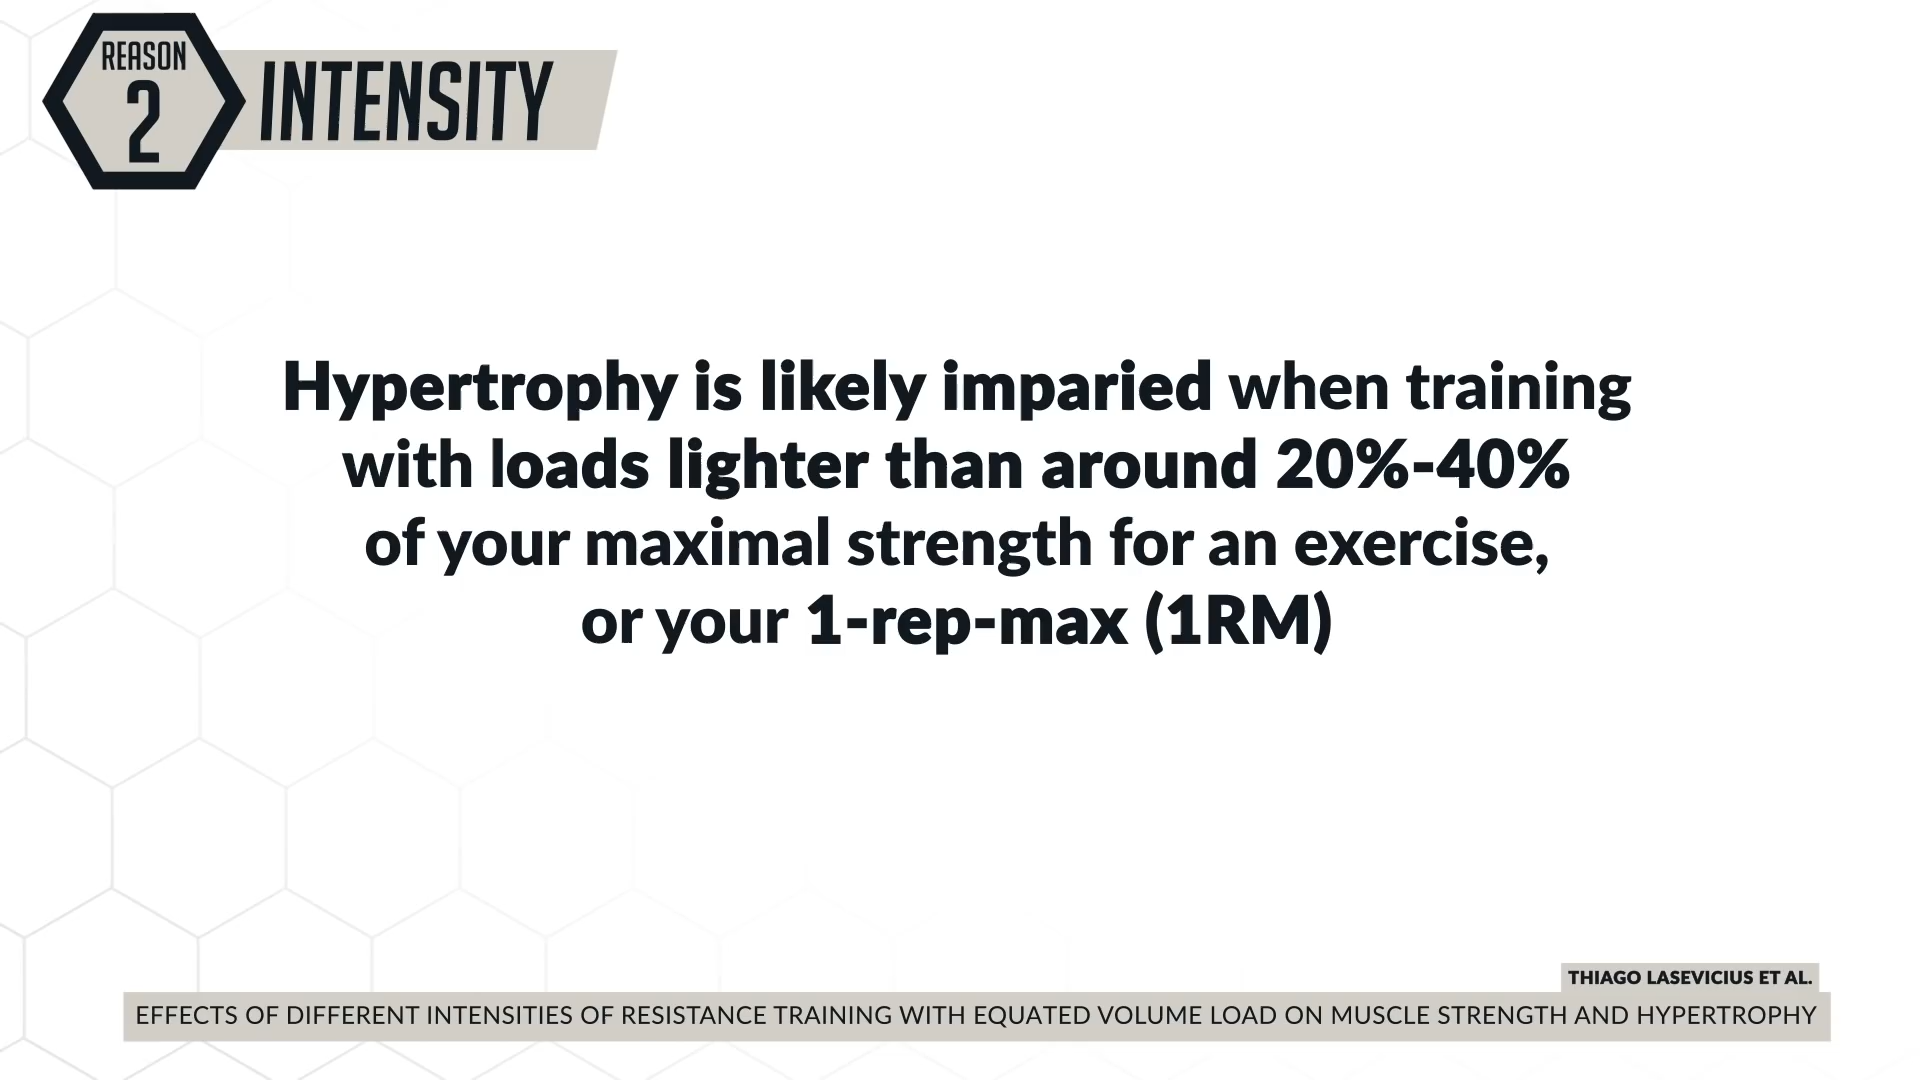 REASON
2
INTENSITY
Hypertrophy is likely imparied when training
with loads lighter than around 20%-40%
of your maximal strength for an exercise,
or your 1-rep-max (1RM)
THIAGO LASEVICIUS ET AL.
EFFECTS OF DIFFERENT INTENSITIES OF RESISTANCE TRAINING WITH EQUATED VOLUME LOAD ON MUSCLE STRENGTH AND HYPERTROPHY